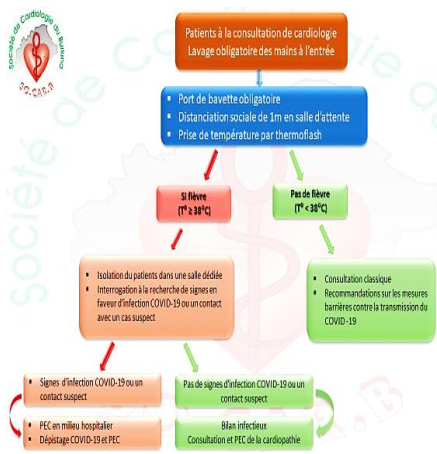 Société de Cardiologie du Burkina
SO.CAR.B
Patients à la consultation de cardiologie
Lavage obligatoire des mains à l'entrée
▪ Port de bavette obligatoire
▪ Distanciation sociale de 1m en salle d'attente
▪ Prise de température par thermoflash
Si fièvre
(T° ≥ 38°C)
Pas de fièvre
(T° < 38°C)
• Isolation du patients dans une salle dédiée
• Interrogation à la recherche de signes en
faveur d'infection COVID-19 ou un contact
avec un cas suspect
• Consultation classique
• Recommandations sur les mesures
barrières contre la transmission du
COVID -19
• Signes d'infection COVID-19 ou un
contact suspect
Pas de signes d'infection COVID-19 ou un
contact suspect
• PEC en milieu hospitalier
• Dépistage COVID-19 et PEC
Bilan infectieux
Consultation et PEC de la cardiopathie